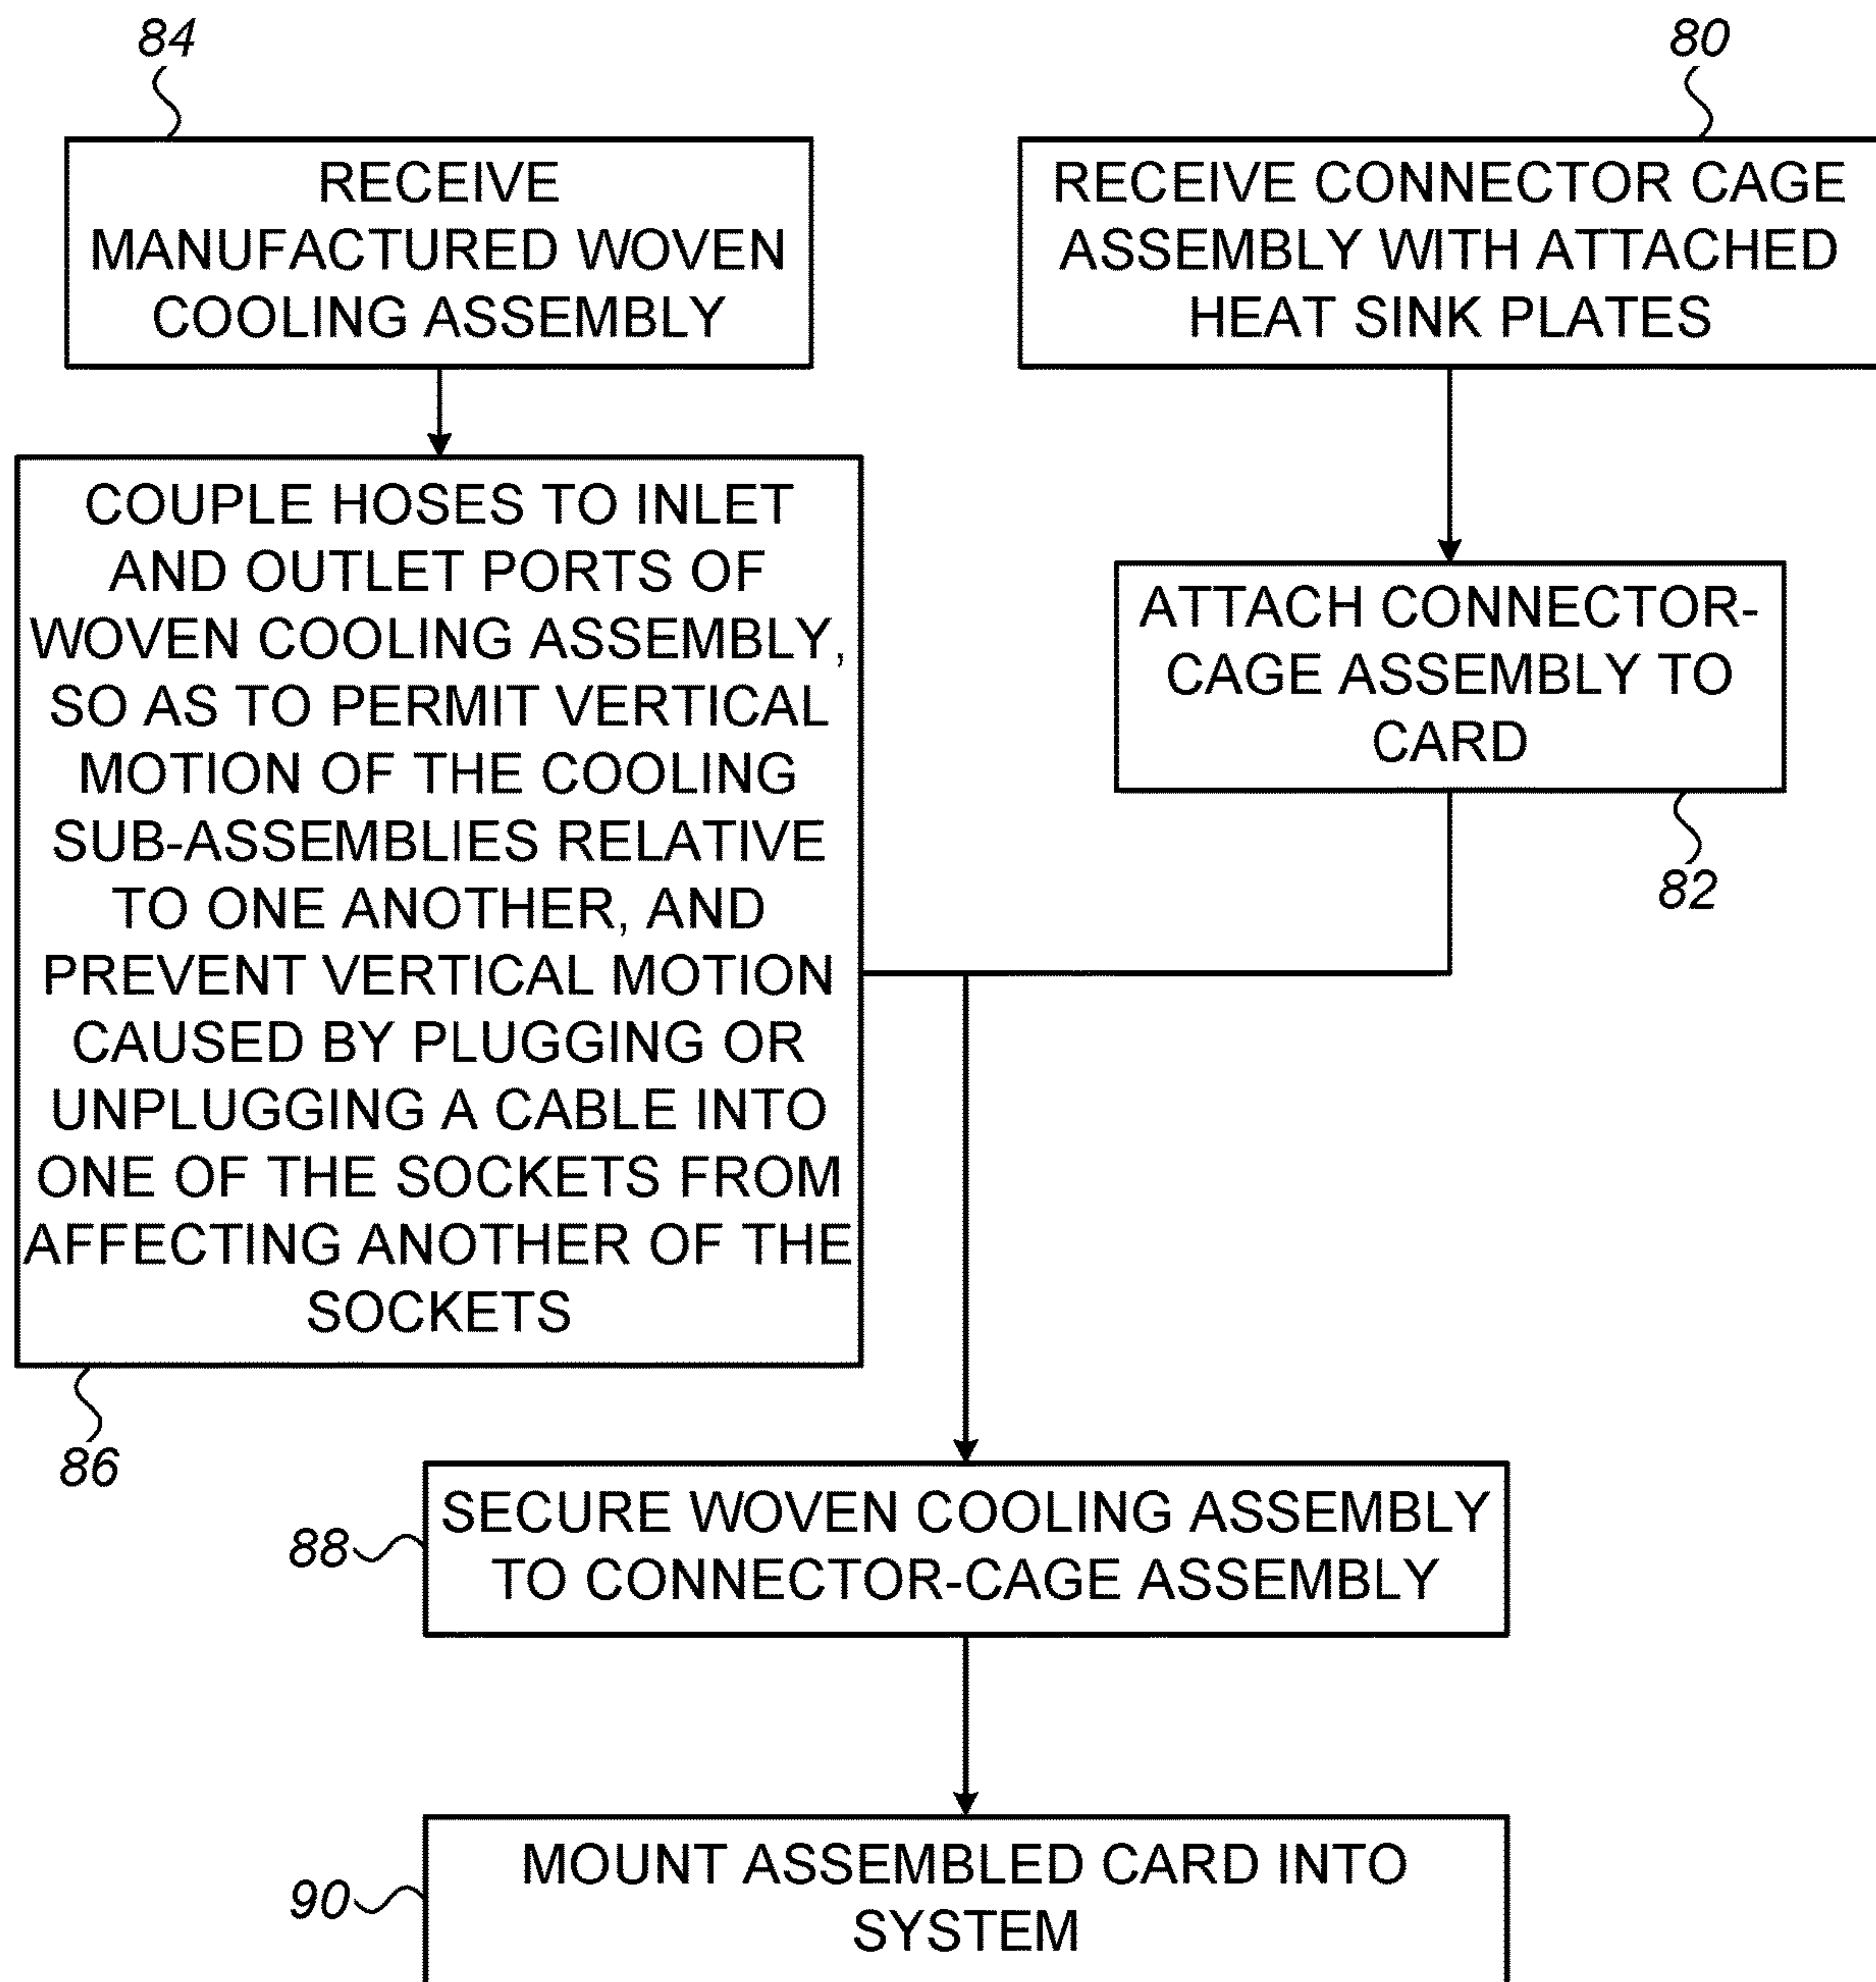 84
RECEIVE
MANUFACTURED WOVEN
COOLING ASSEMBLY
80
RECEIVE CONNECTOR CAGE
ASSEMBLY WITH ATTACHED
HEAT SINK PLATES
COUPLE HOSES TO INLET
AND OUTLET PORTS OF
WOVEN COOLING ASSEMBLY,
SO AS TO PERMIT VERTICAL
MOTION OF THE COOLING
SUB-ASSEMBLIES RELATIVE
TO ONE ANOTHER, AND
PREVENT VERTICAL MOTION
CAUSED BY PLUGGING OR
UNPLUGGING A CABLE INTO
ONE OF THE SOCKETS FROM
AFFECTING ANOTHER OF THE
SOCKETS
86
ATTACH CONNECTOR-
CAGE ASSEMBLY TO
CARD
82
88
SECURE WOVEN COOLING ASSEMBLY
TO CONNECTOR-CAGE ASSEMBLY
90
MOUNT ASSEMBLED CARD INTO
SYSTEM